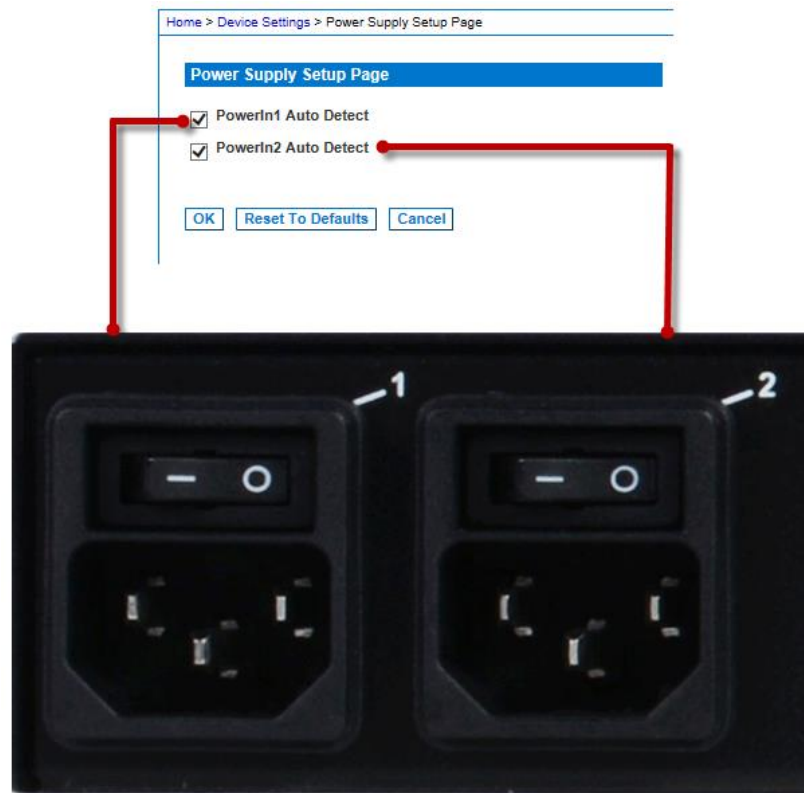 Home > Device Settings > Power Supply Setup Page
Power Supply Setup Page
PowerIn1 Auto Detect
PowerIn2 Auto Detect
OK Reset To Defaults Cancel
1
2